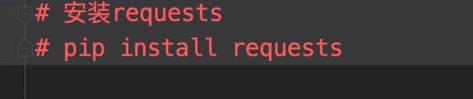 # 安装requests
# pip install requests